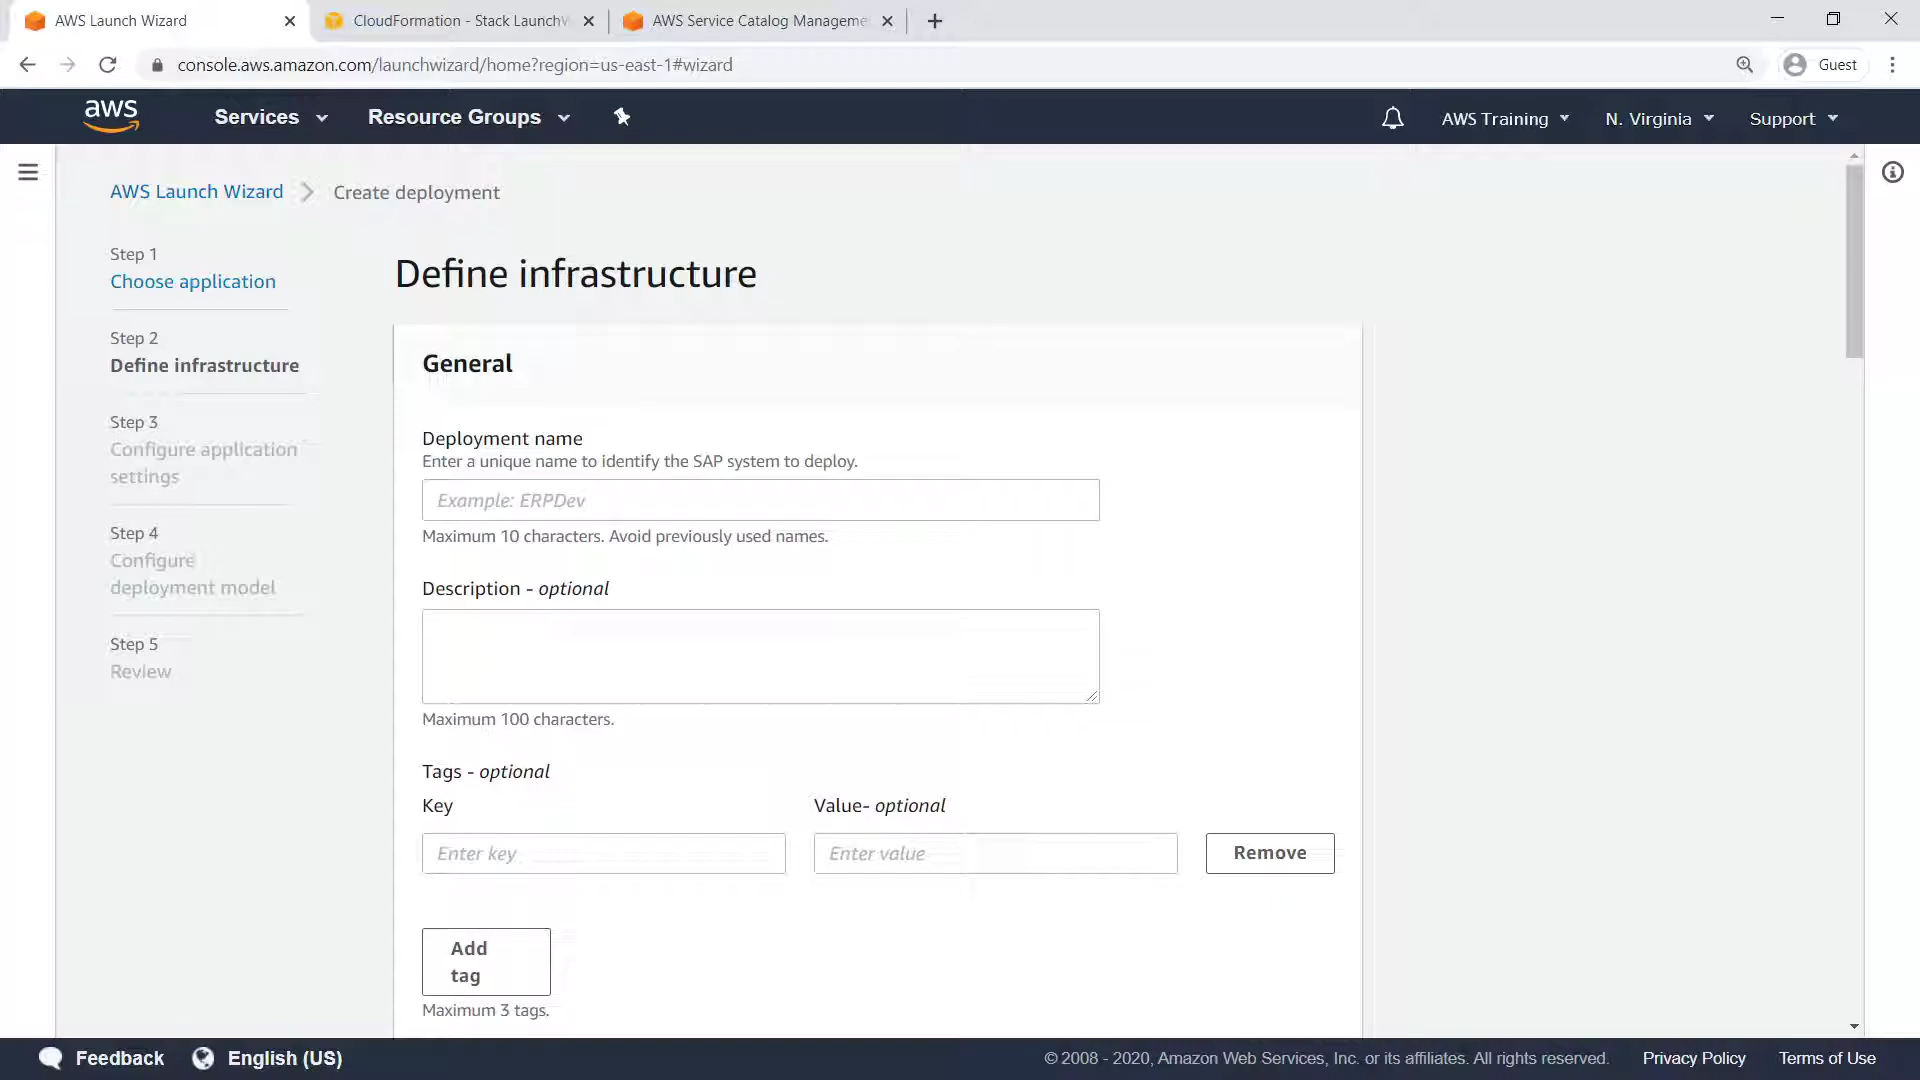 AWS Launch Wizard
CloudFormation - Stack LaunchW
AWS Service Catalog Manageme
console.aws.amazon.com/launchwizard/home?region=us-east-1#wizard
Guest
aws
Services
Resource Groups
AWS Training
N. Virginia
Support
AWS Launch Wizard
Create deployment
Step 1
Choose application
Step 2
Define infrastructure
Step 3
Configure application
settings
Step 4
Configure
deployment model
Step 5
Review
Define infrastructure
General
Deployment name
Enter a unique name to identify the SAP system to deploy.
Example: ERPDev
Maximum 10 characters. Avoid previously used names.
Description - optional
Maximum 100 characters.
Tags - optional
Key
Value- optional
Enter key
Enter value
Remove
Add
tag
Maximum 3 tags.
Feedback
English (US)
© 2008 - 2020, Amazon Web Services, Inc. or its affiliates. All rights reserved.
Privacy Policy
Terms of Use